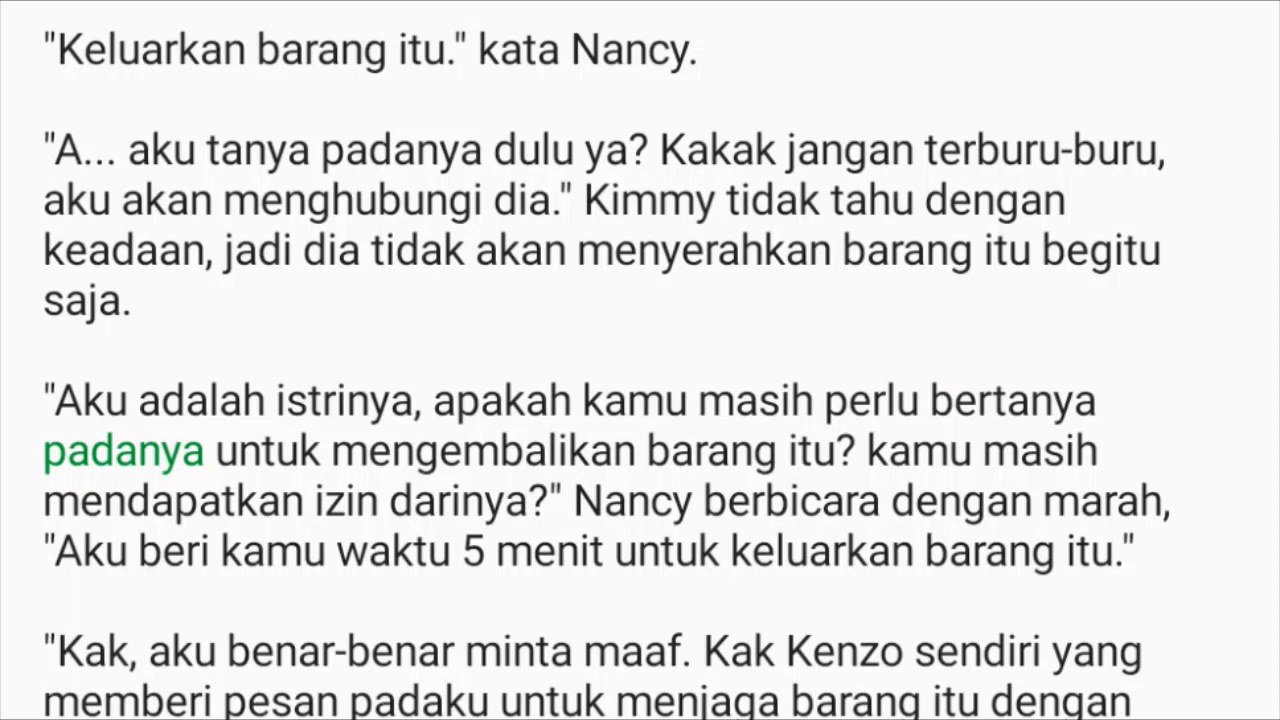 "Keluarkan barang itu." kata Nancy.
"A... aku tanya padanya dulu ya? Kakak jangan terburu-buru,
aku akan menghubungi dia." Kimmy tidak tahu dengan
keadaan, jadi dia tidak akan menyerahkan barang itu begitu
saja.
"Aku adalah istrinya, apakah kamu masih perlu bertanya
padanya untuk mengembalikan barang itu? kamu masih
mendapatkan izin darinya?" Nancy berbicara dengan marah,
"Aku beri kamu waktu 5 menit untuk keluarkan barang itu."
"Kak, aku benar-benar minta maaf. Kak Kenzo sendiri yang
memberi pesan padaku untuk menjaga barang itu dengan